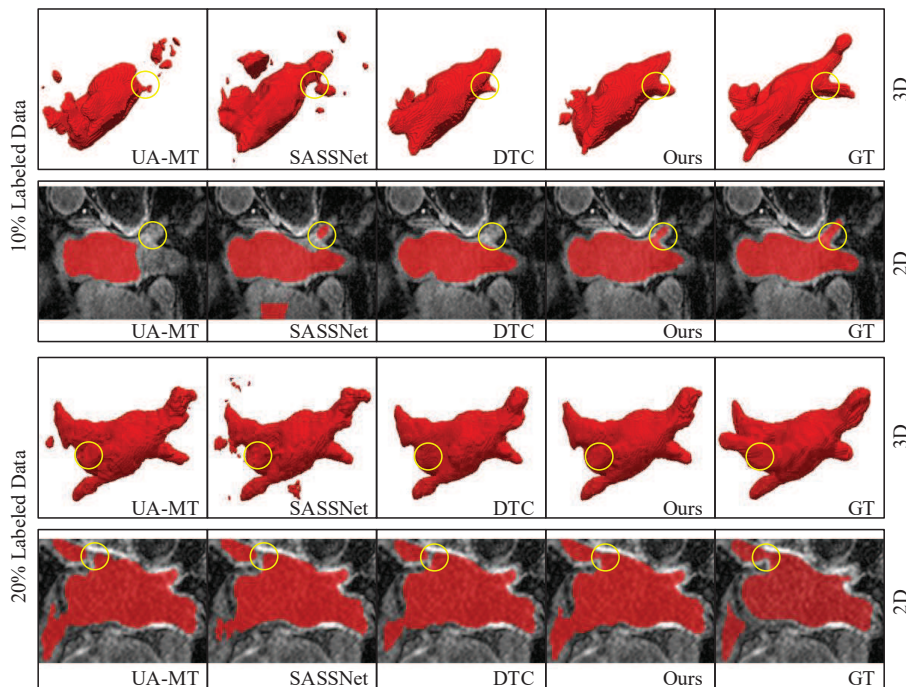 10% Labeled Data
3D
UA-MT SASSNet DTC Ours GT
2D
UA-MT SASSNet DTC Ours GT
20% Labeled Data
3D
UA-MT SASSNet DTC Ours GT
2D
UA-MT SASSNet DTC Ours GT